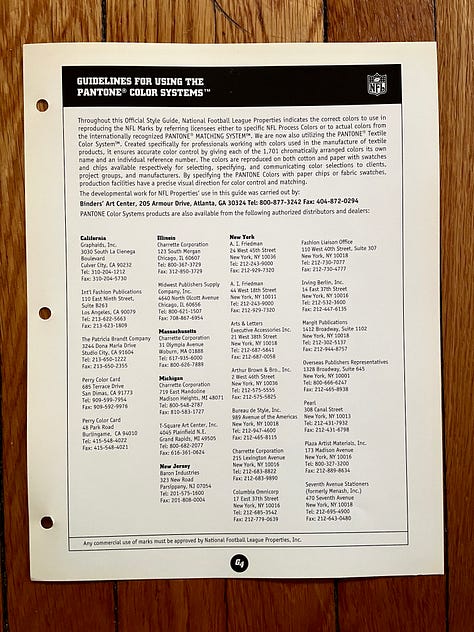 GUIDELINES FOR USING THE
PANTONE® COLOR SYSTEMS™
NFL
Throughout this Official Style Guide, National Football League Properties indicates the correct colors to use in
reproducing the NFL Marks by referring licensees either to specific NFL Process Colors or to actual colors from
the internationally recognized PANTONE® MATCHING SYSTEM™. We are now also utilizing the PANTONE® Textile
Color System™. Created specifically for professionals working with colors used in the manufacture of textile
products, it ensures accurate color control by giving each of the 1,701 chromatically arranged colors its own
name and an individual reference number. The colors are reproduced on both cotton and paper with swatches
and chips available respectively for selecting, specifying, and communicating color selections to clients,
project groups, and manufacturers. By specifying the PANTONE Colors with paper chips or fabric swatches,
production facilities have a precise visual direction for color control and matching.
The developmental work for NFL Properties' use in this guide was carried out by:
Binders' Art Center, 205 Armour Drive, Atlanta, GA 30324 Tel: 800-877-3242 Fax: 404-872-0294
PANTONE Color Systems products are also available from the following authorized distributors and dealers:
California
Graphaids, Inc.
3030 South La Cienega
Boulevard
Culver City, CA 90232
Tel: 310-204-1212
Fax: 310-204-5730
Int'l Fashion Publications
110 East Ninth Street,
Suite B263
Los Angeles, CA 90079
Tel: 213-622-5663
Fax: 213-623-1809
The Patricia Brandt Company
3244 Dona Maria Drive
Studio City, CA 91604
Tel: 213-650-1222
Fax: 213-650-2355
Perry Color Card
685 Terrace Drive
San Dimas, CA 91773
Tel: 909-599-7954
Fax: 909-592-9976
Perry Color Card
48 Park Road
Burlingame, CA 94010
Tel: 415-548-4022
Fax: 415-548-4021
Illinois
Charrette Corporation
123 South Morgan
Chicago, IL 60607
Tel: 800-367-3729
Fax: 312-850-3729
Midwest Publishers Supply
Company, Inc.
4640 North Olcott Avenue
Chicago, IL 60656
Tel: 800-621-1507
Fax: 708-867-6954
Massachusetts
Charrette Corporation
31 Olympia Avenue
Woburn, MA 01888
Tel: 617-935-6000
Fax: 800-626-7889
Michigan
Charrette Corporation
719 East Mandoline
Madison Heights, MI 48071
Tel: 800-548-2787
Fax: 810-583-1727
T-Square Art Center, Inc.
4045 Plainfield N.E.
Grand Rapids, MI 49505
Tel: 800-682-2077
Fax: 616-361-0624
New Jersey
Baron Industries
323 New Road
Parsippany, NJ 07054
Tel: 201-575-1600
Fax: 201-808-0004
New York
A. I. Friedman
24 West 45th Street
New York, NY 10036
Tel: 212-243-9000
Fax: 212-929-7320
A. I. Friedman
44 West 18th Street
New York, NY 10011
Tel: 212-243-9000
Fax: 212-929-7320
Arts & Letters
Executive Accessories Inc.
21 West 38th Street
New York, NY 10018
Tel: 212-687-5641
Fax: 212-687-0058
Arthur Brown & Bro., Inc.
2 West 46th Street
New York, NY 10036
Tel: 212-575-5555
Fax: 212-575-5825
Bureau de Style, Inc.
989 Avenue of the Americas
New York, NY 10018
Tel: 212-947-4600
Fax: 212-465-8115
Charrette Corporation
215 Lexington Avenue
New York, NY 10016
Tel: 212-683-8822
Fax: 212-683-9890
Columbia Omnicorp
17 East 37th Street
New York, NY 10016
Tel: 212-685-3542
Fax: 212-779-0639
Fashion Liaison Office
110 West 40th Street, Suite 307
New York, NY 10018
Tel: 212-730-7077
Fax: 212-730-4777
Irving Berlin, Inc.
14 East 37th Street
New York, NY 10016
Tel: 212-532-3600
Fax: 212-447-6135
Margit Publications
1412 Broadway, Suite 1102
New York, NY 10018
Tel: 212-302-5137
Fax: 212-944-8757
Overseas Publishers Representatives
1328 Broadway, Suite 645
New York, NY 10001
Tel: 800-666-6247
Fax: 212-465-8938
Pearl
308 Canal Street
New York, NY 10013
Tel: 212-431-7932
Fax: 212-431-6798
Plaza Artist Materials, Inc.
173 Madison Avenue
New York, NY 10016
Tel: 800-327-3200
Fax: 212-889-8634
Seventh Avenue Stationers
(formerly Menash, Inc.)
470 Seventh Avenue
New York, NY 10018
Tel: 212-695-4900
Fax: 212-643-0480
Any commercial use of marks must be approved by National Football League Properties, Inc.
G4